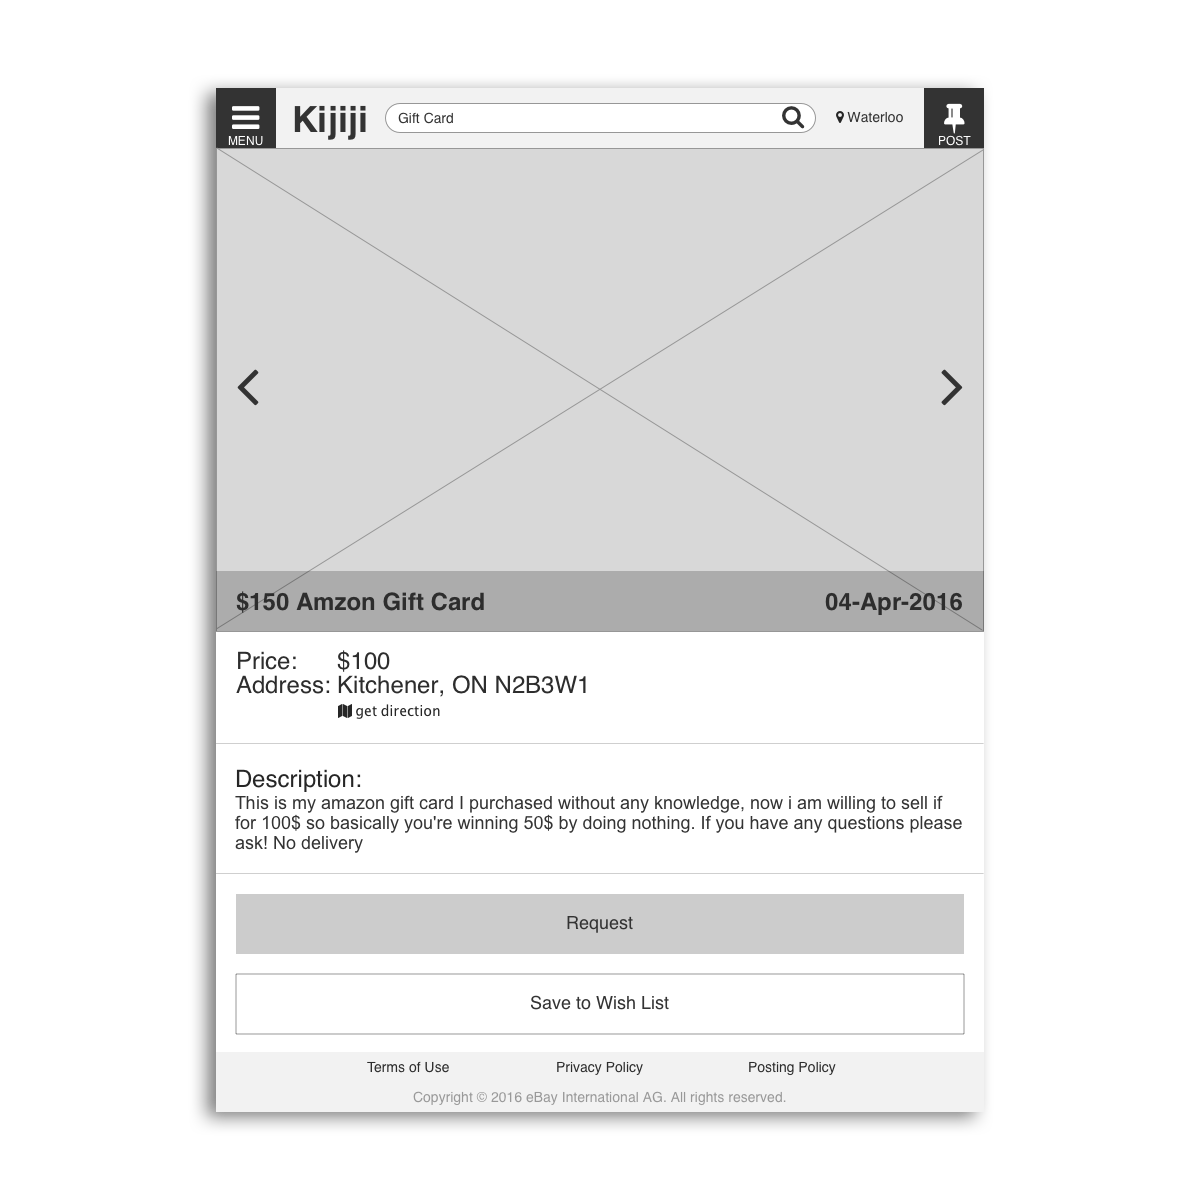 MENU
Kijiji
Gift Card
Waterloo
POST
$150 Amzon Gift Card
04-Apr-2016
Price: $100
Address: Kitchener, ON N2B3W1
get direction
Description:
This is my amazon gift card I purchased without any knowledge, now i am willing to sell if
for 100$ so basically you're winning 50$ by doing nothing. If you have any questions please
ask! No delivery
Request
Save to Wish List
Terms of Use
Privacy Policy
Posting Policy
Copyright © 2016 eBay International AG. All rights reserved.